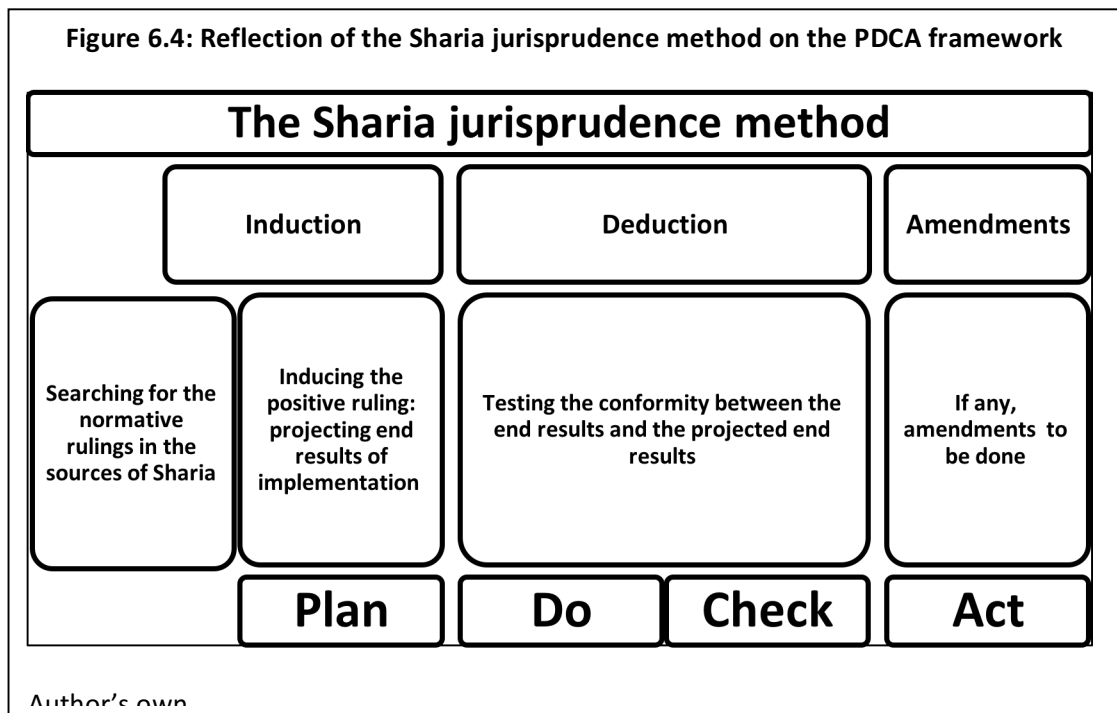 Figure 6.4: Reflection of the Sharia jurisprudence method on the PDCA framework
The Sharia jurisprudence method
Induction
Deduction
Amendments
Searching for the
normative
rulings in the
sources of Sharia
Inducing the
positive ruling:
projecting end
results of
implementation
Testing the conformity between the
end results and the projected end
results
If any,
amendments to
be done
Plan
Do
Check
Act
Author's own